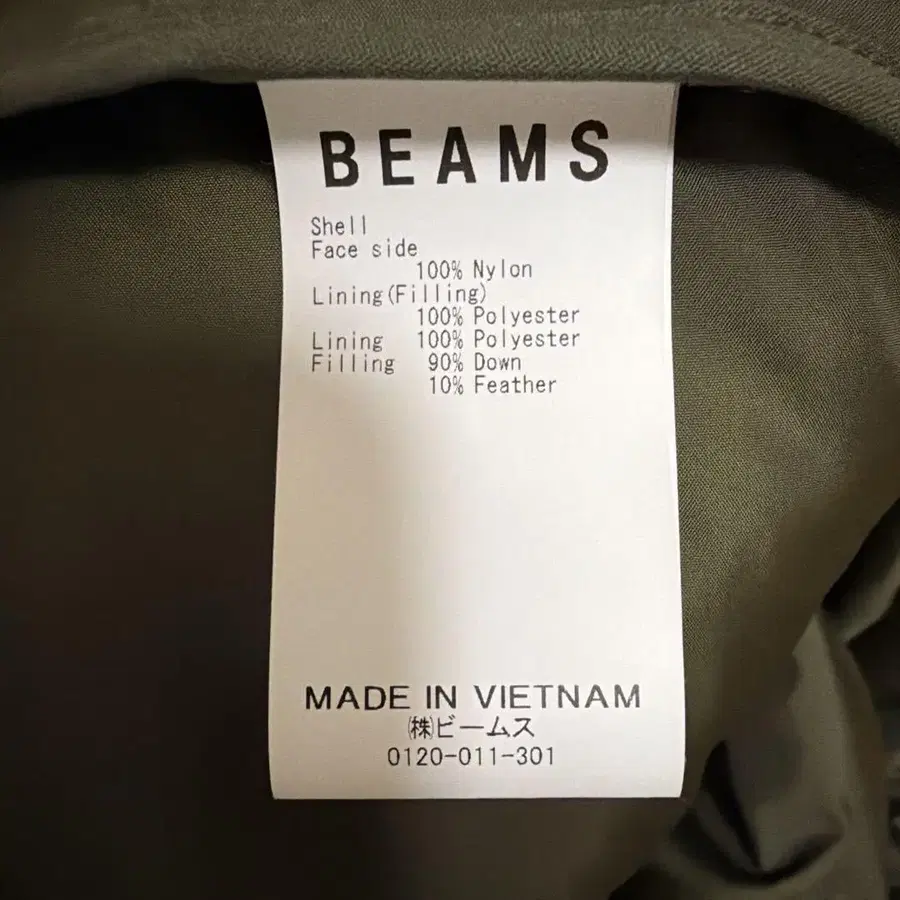 BEAMS
Shell
Face side
100% Nylon
Lining(Filling)
100% Polyester
Lining 100% Polyester
Filling 90% Down
10% Feather
MADE IN VIETNAM
㈱ビームス
0120-011-301